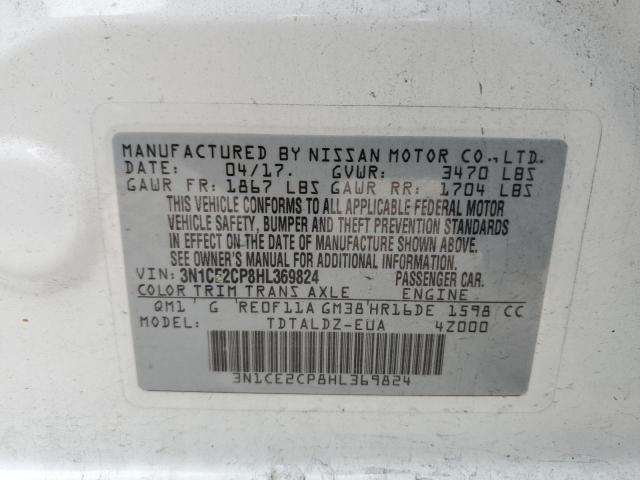 MANUFACTURED BY NISSAN MOTOR CO., LTD.
DATE: 04/17. GVWR: 3470 LBS
GAWR FR: 1867 LBS GAWR RR: 1704 LBS
THIS VEHICLE CONFORMS TO ALL APPLICABLE FEDERAL MOTOR
VEHICLE SAFETY, BUMPER AND THEFT PREVENTION STANDARDS
IN EFFECT ON THE DATE OF MANUFACTURE SHOWN ABOVE.
SEE OWNER'S MANUAL FOR ADDITIONAL INFORMATION.
VIN: 3N1CE2CP8HL369824 PASSENGER CAR.
COLOR TRIM TRANS AXLE ENGINE
QM1' G 'RE0F11A GM38'HR16DE 1598 CC
MODEL: TDTALDZ-EUA 4Z000
3N1CE2CP8HL369824